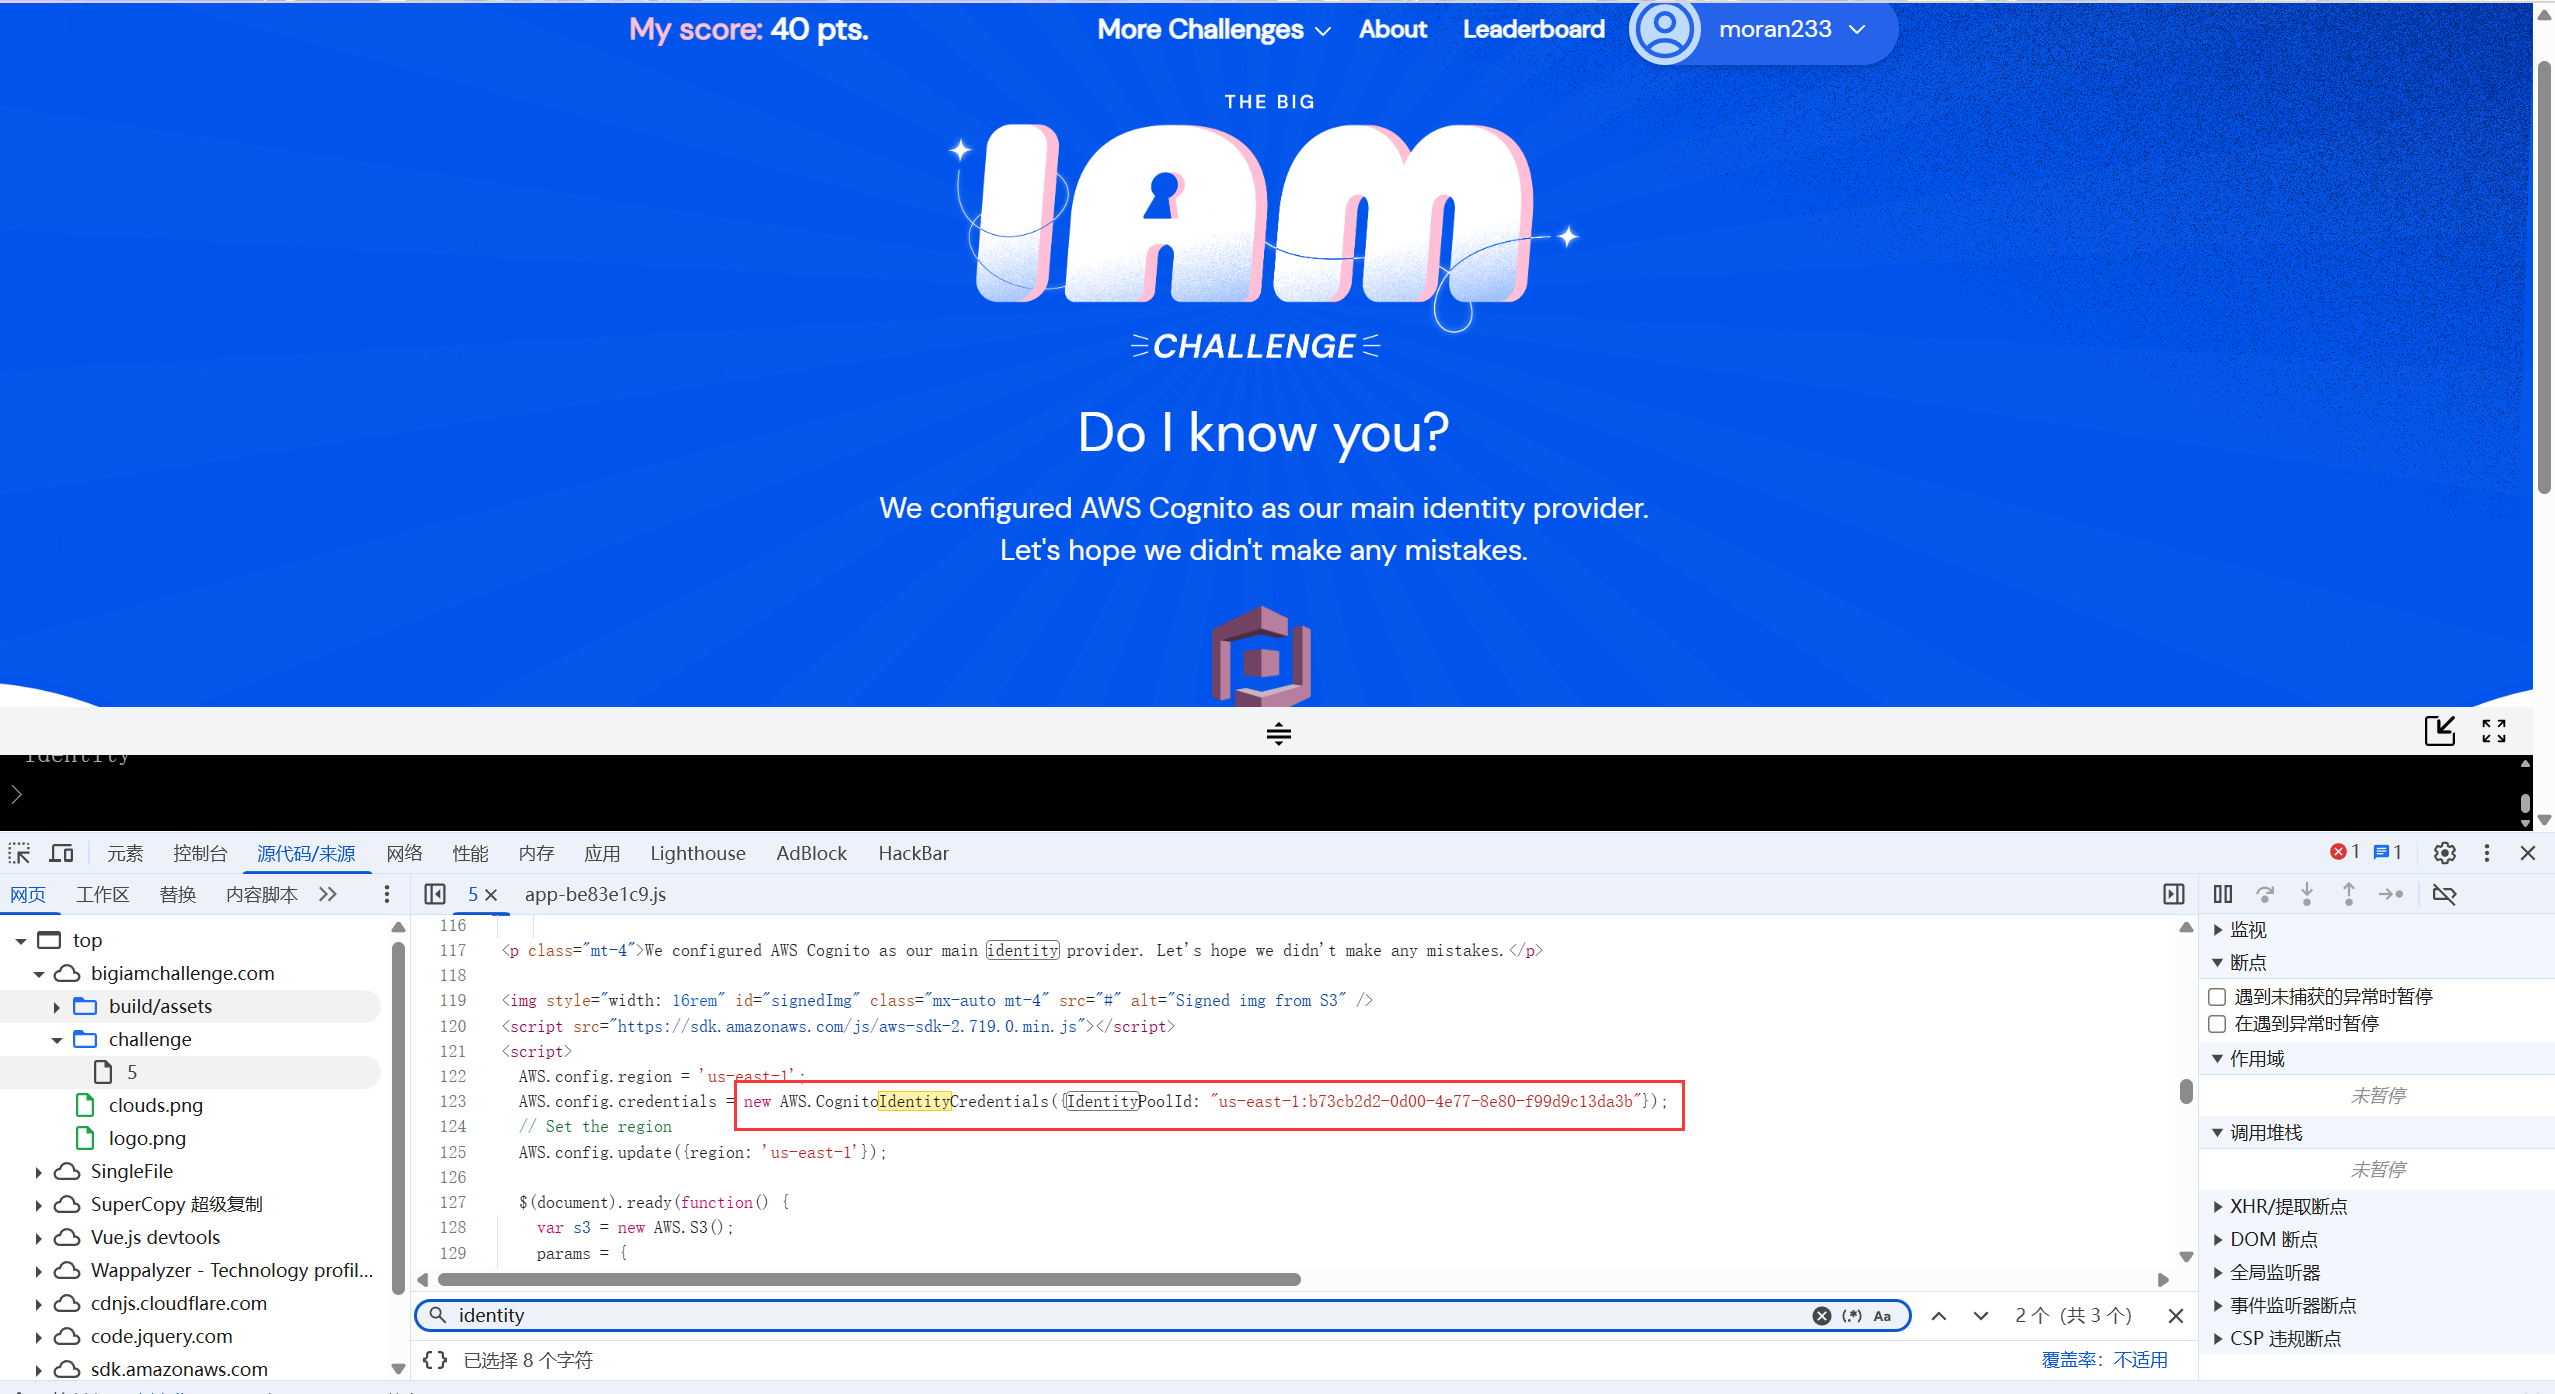 My score: 40 pts.
More Challenges
About
Leaderboard
moran233
THE BIG
IAM
CHALLENGE
Do I know you?
We configured AWS Cognito as our main identity provider.
Let's hope we didn't make any mistakes.
identity
>
元素
控制台
源代码/来源
网络
性能
内存
应用
Lighthouse
AdBlock
HackBar
1
1
网页
工作区
替换
内容脚本
5
app-be83e1c9.js
top
bigiamchallenge.com
build/assets
challenge
5
clouds.png
logo.png
SingleFile
SuperCopy 超级复制
Vue.js devtools
Wappalyzer - Technology profil...
cdnjs.cloudflare.com
code.jquery.com
sdk.amazonaws.com
116
117 <p class="mt-4">We configured AWS Cognito as our main identity provider. Let's hope we didn't make any mistakes.</p>
118
119 <img style="width: 16rem" id="signedImg" class="mx-auto mt-4" src="#" alt="Signed img from S3" />
120 <script src="https://sdk.amazonaws.com/js/aws-sdk-2.719.0.min.js"></script>
121 <script>
122 AWS.config.region = 'us-east-1';
123 AWS.config.credentials = new AWS.CognitoIdentityCredentials({IdentityPoolId: "us-east-1:b73cb2d2-0d00-4e77-8e80-f99d9c13da3b"});
124 // Set the region
125 AWS.config.update({region: 'us-east-1'});
126
127 $(document).ready(function() {
128 var s3 = new AWS.S3();
129 params = {
identity
(.*)
Aa
2 个（共 3 个）
{} 已选择 8 个字符
覆盖率：不适用
监视
断点
遇到未捕获的异常时暂停
在遇到异常时暂停
作用域
未暂停
调用堆栈
未暂停
XHR/提取断点
DOM 断点
全局监听器
事件监听器断点
CSP 违规断点